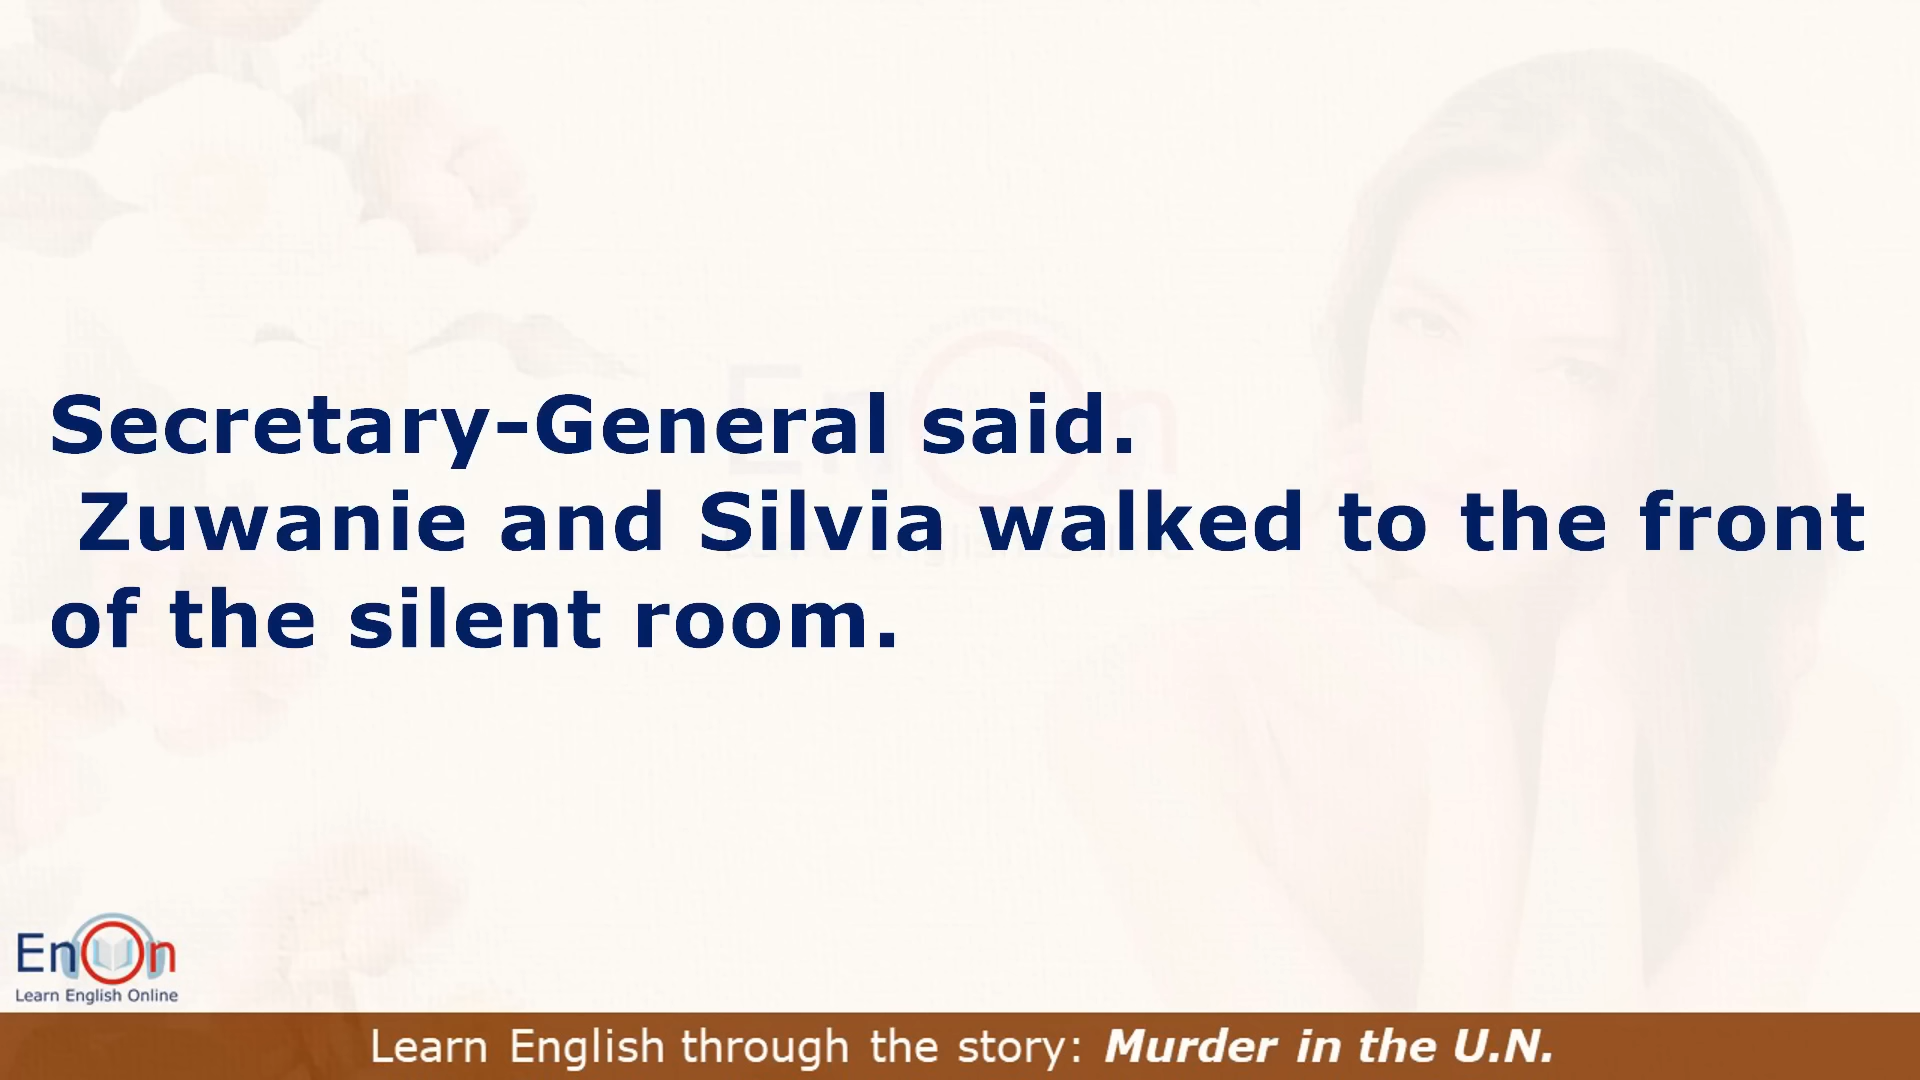 Secretary-General said.
Zuwanie and Silvia walked to the front
of the silent room.
EnOn
Learn English Online
Learn English through the story: Murder in the U.N.